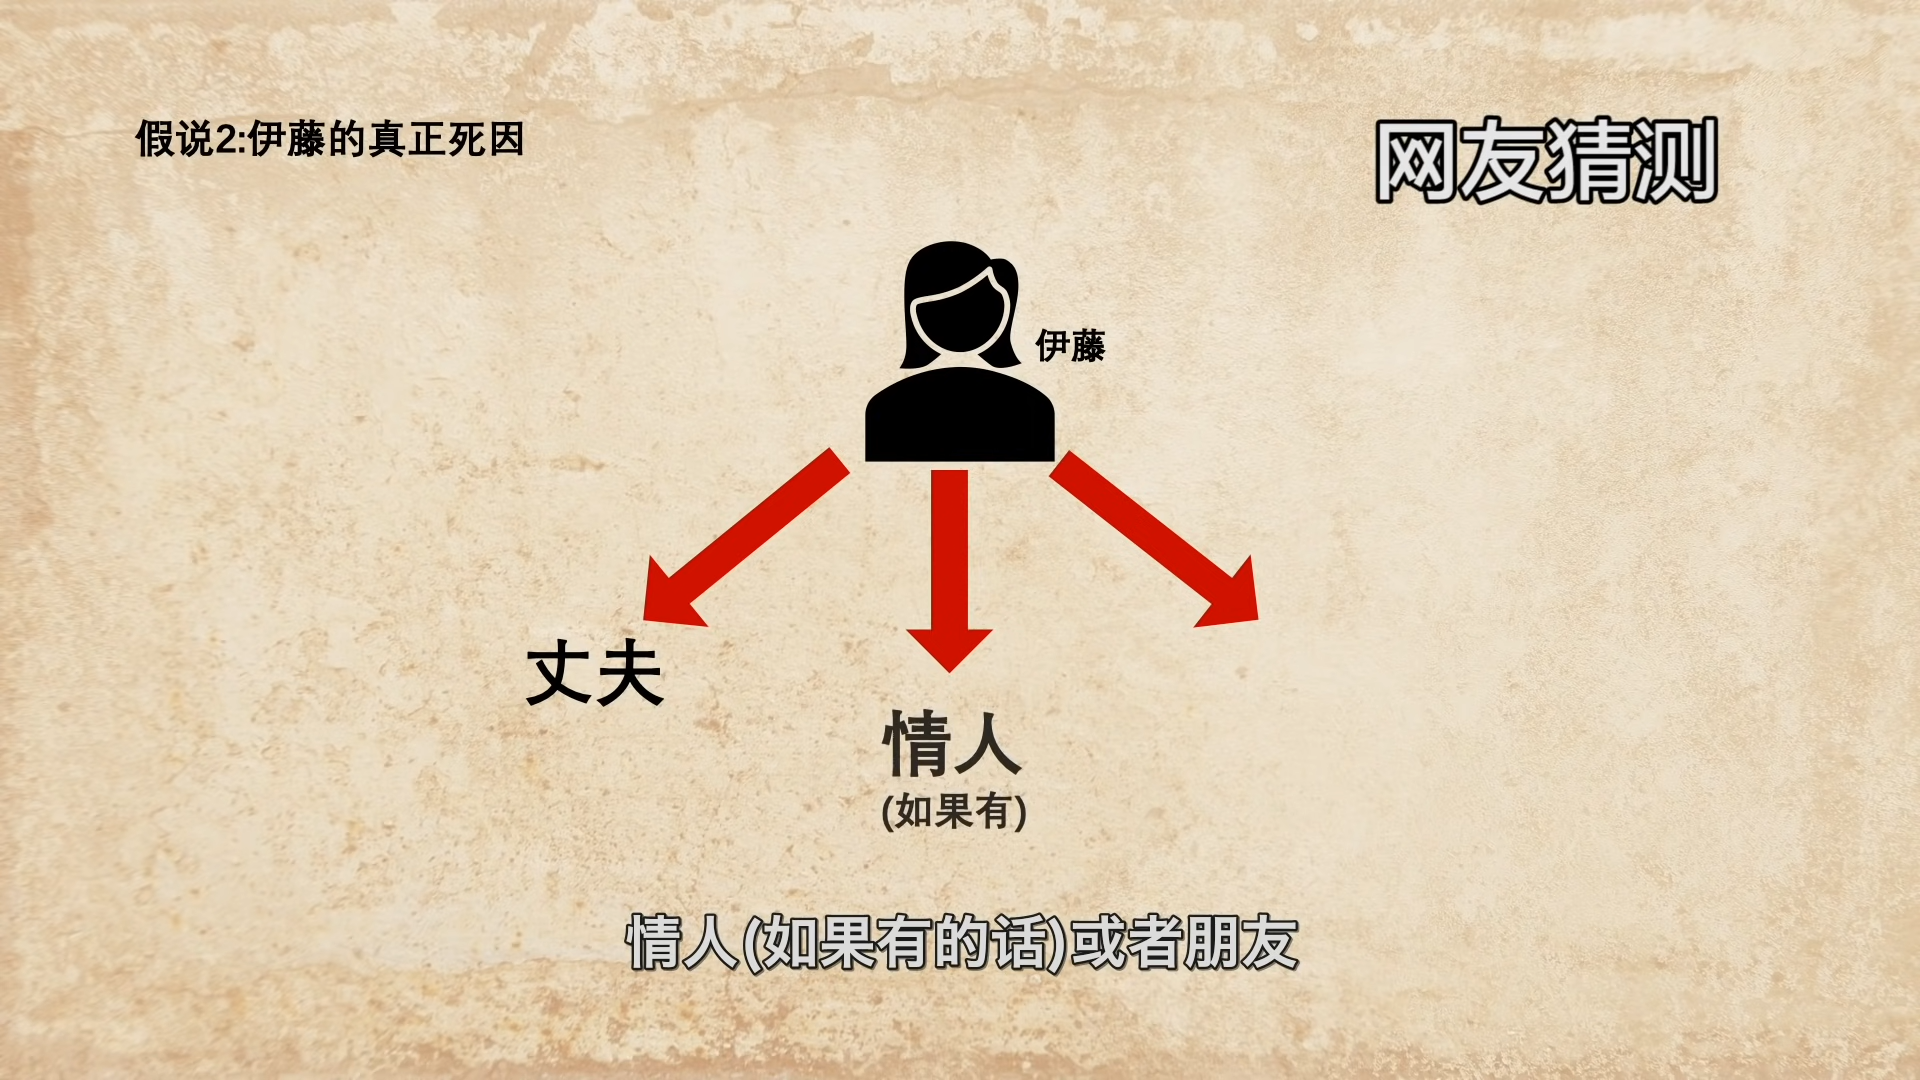 假说2:伊藤的真正死因
网友猜测
伊藤
丈夫
情人
(如果有)
情人(如果有的话)或者朋友